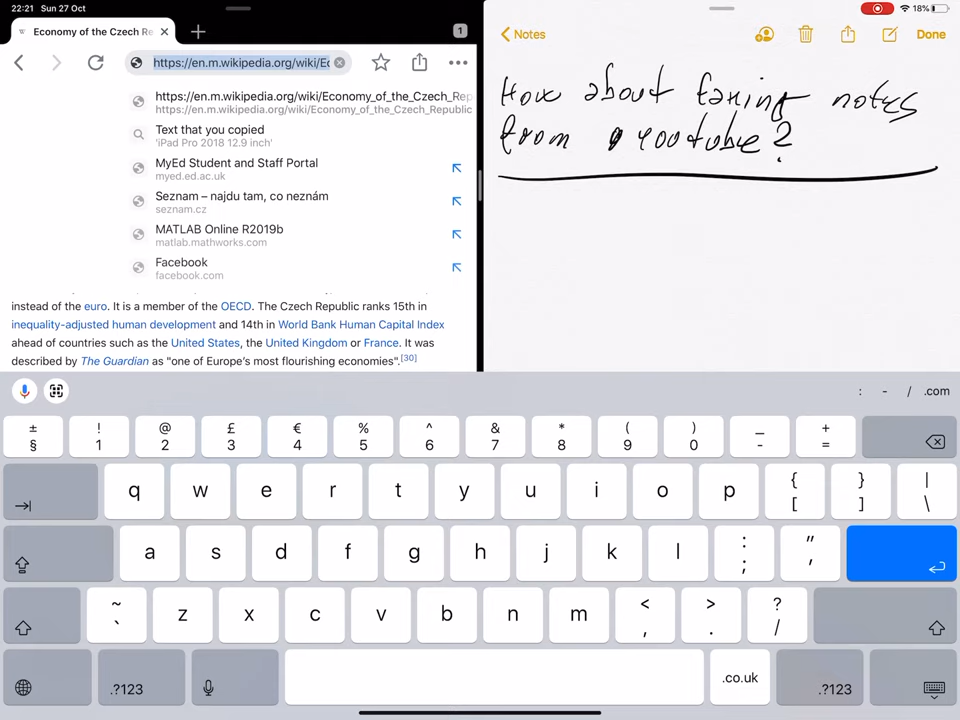 22:21 Sun 27 Oct
18%
Economy of the Czech Re
1
https://en.m.wikipedia.org/wiki/Ec
https://en.m.wikipedia.org/wiki/Economy_of_the_Czech_Rep
https://en.m.wikipedia.org/wiki/Economy_of_the_Czech_Republic
Text that you copied
'iPad Pro 2018 12.9 inch'
MyEd Student and Staff Portal
myed.ed.ac.uk
Seznam – najdu tam, co neznám
seznam.cz
MATLAB Online R2019b
matlab.mathworks.com
Facebook
facebook.com
instead of the euro. It is a member of the OECD. The Czech Republic ranks 15th in
inequality-adjusted human development and 14th in World Bank Human Capital Index
ahead of countries such as the United States, the United Kingdom or France. It was
described by The Guardian as "one of Europe's most flourishing economies".[30]
Notes
Done
How about taking notes
from youtube?
: - / .com
± ! @ £ € % ^ & * ( ) _ +
§ 1 2 3 4 5 6 7 8 9 0 - =
q w e r t y u i o p { } |
[ ] \
a s d f g h j k l : "
; '
~ z x c v b n m < > ?
` , . /
.?123 .co.uk .?123